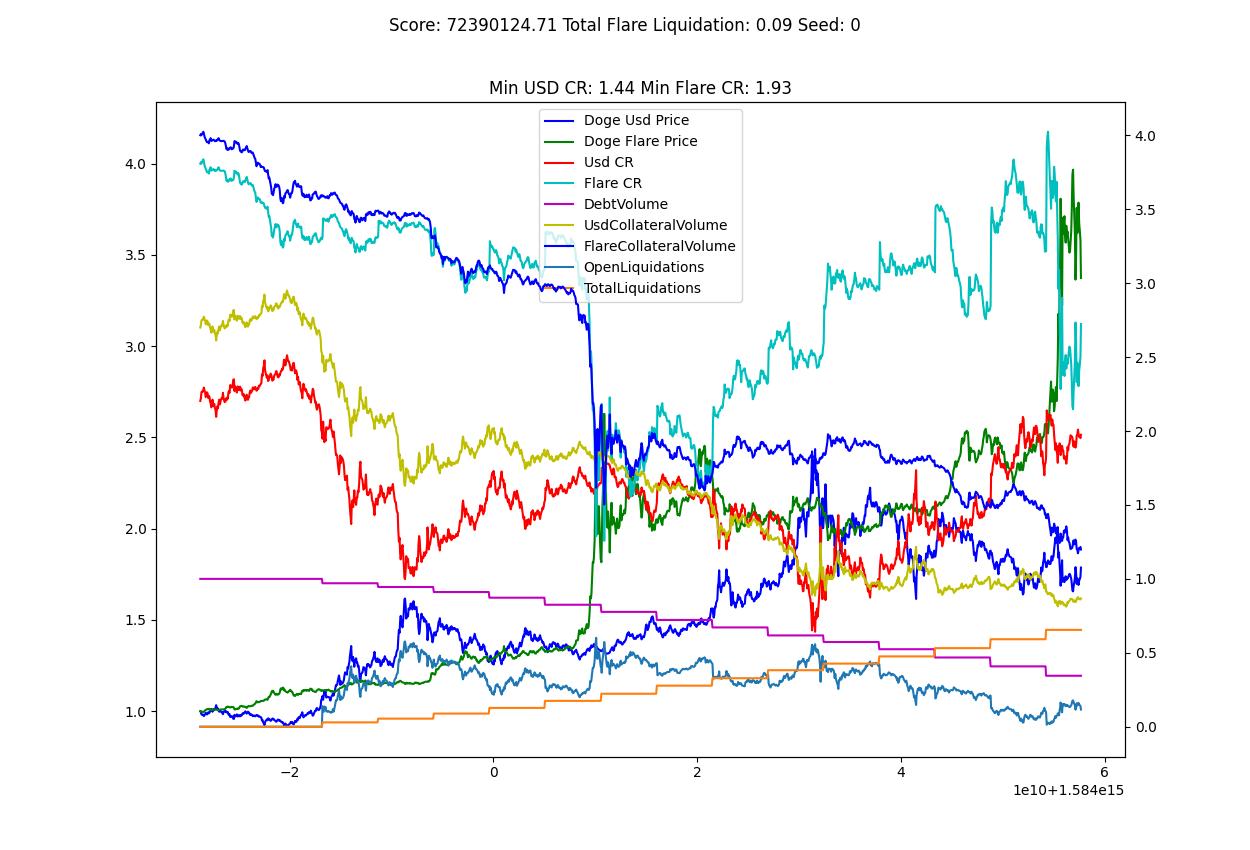 Score: 72390124.71 Total Flare Liquidation: 0.09 Seed: 0
Min USD CR: 1.44 Min Flare CR: 1.93
Doge Usd Price
Doge Flare Price
Usd CR
Flare CR
DebtVolume
UsdCollateralVolume
FlareCollateralVolume
OpenLiquidations
TotalLiquidations
4.0
3.5
3.0
2.5
2.0
1.5
1.0
4.0
3.5
3.0
2.5
2.0
1.5
1.0
0.5
0.0
−2
0
2
4
6
1e10+1.584e15